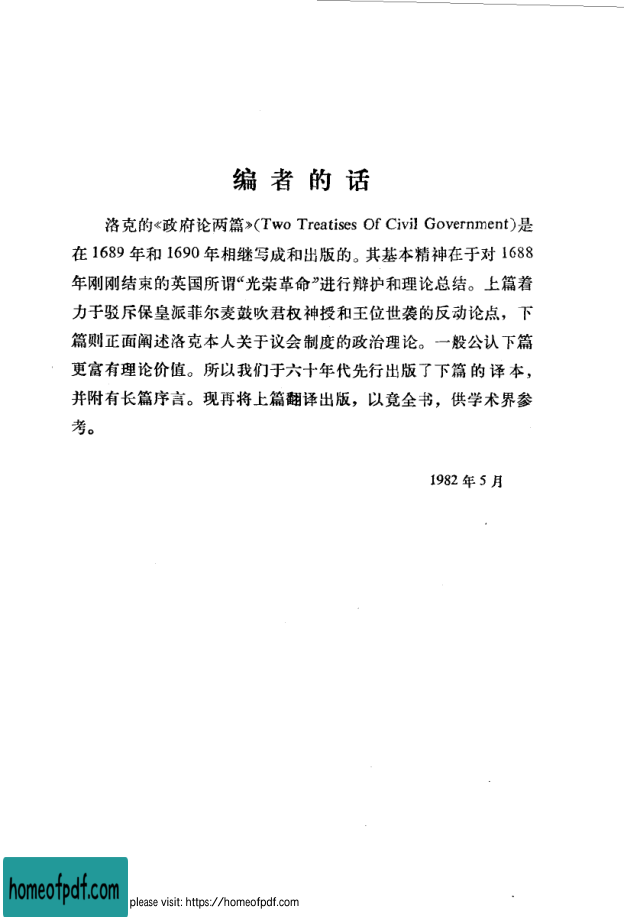 编者的话
洛克的《政府论两篇》(Two Treatises Of Civil Government)是
在1689年和1690年相继写成和出版的。其基本精神在于对1688
年刚刚结束的英国所谓“光荣革命”进行辩护和理论总结。上篇着
力于驳斥保皇派菲尔麦鼓吹君权神授和王位世袭的反动论点，下
篇则正面阐述洛克本人关于议会制度的政治理论。一般公认下篇
更富有理论价值。所以我们于六十年代先行出版了下篇的译本，
并附有长篇序言。现再将上篇翻译出版，以竟全书，供学术界参
考。
1982年5月
homeofpdf.com
please visit: https://homeofpdf.com